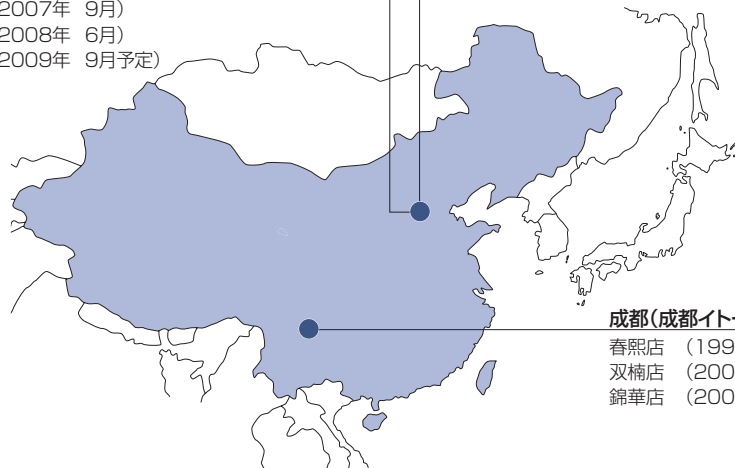 2007年 9月）
2008年 6月）
2009年 9月予定）
成都（成都イトー
春熙店 （199
双楠店 （200
錦華店 （200